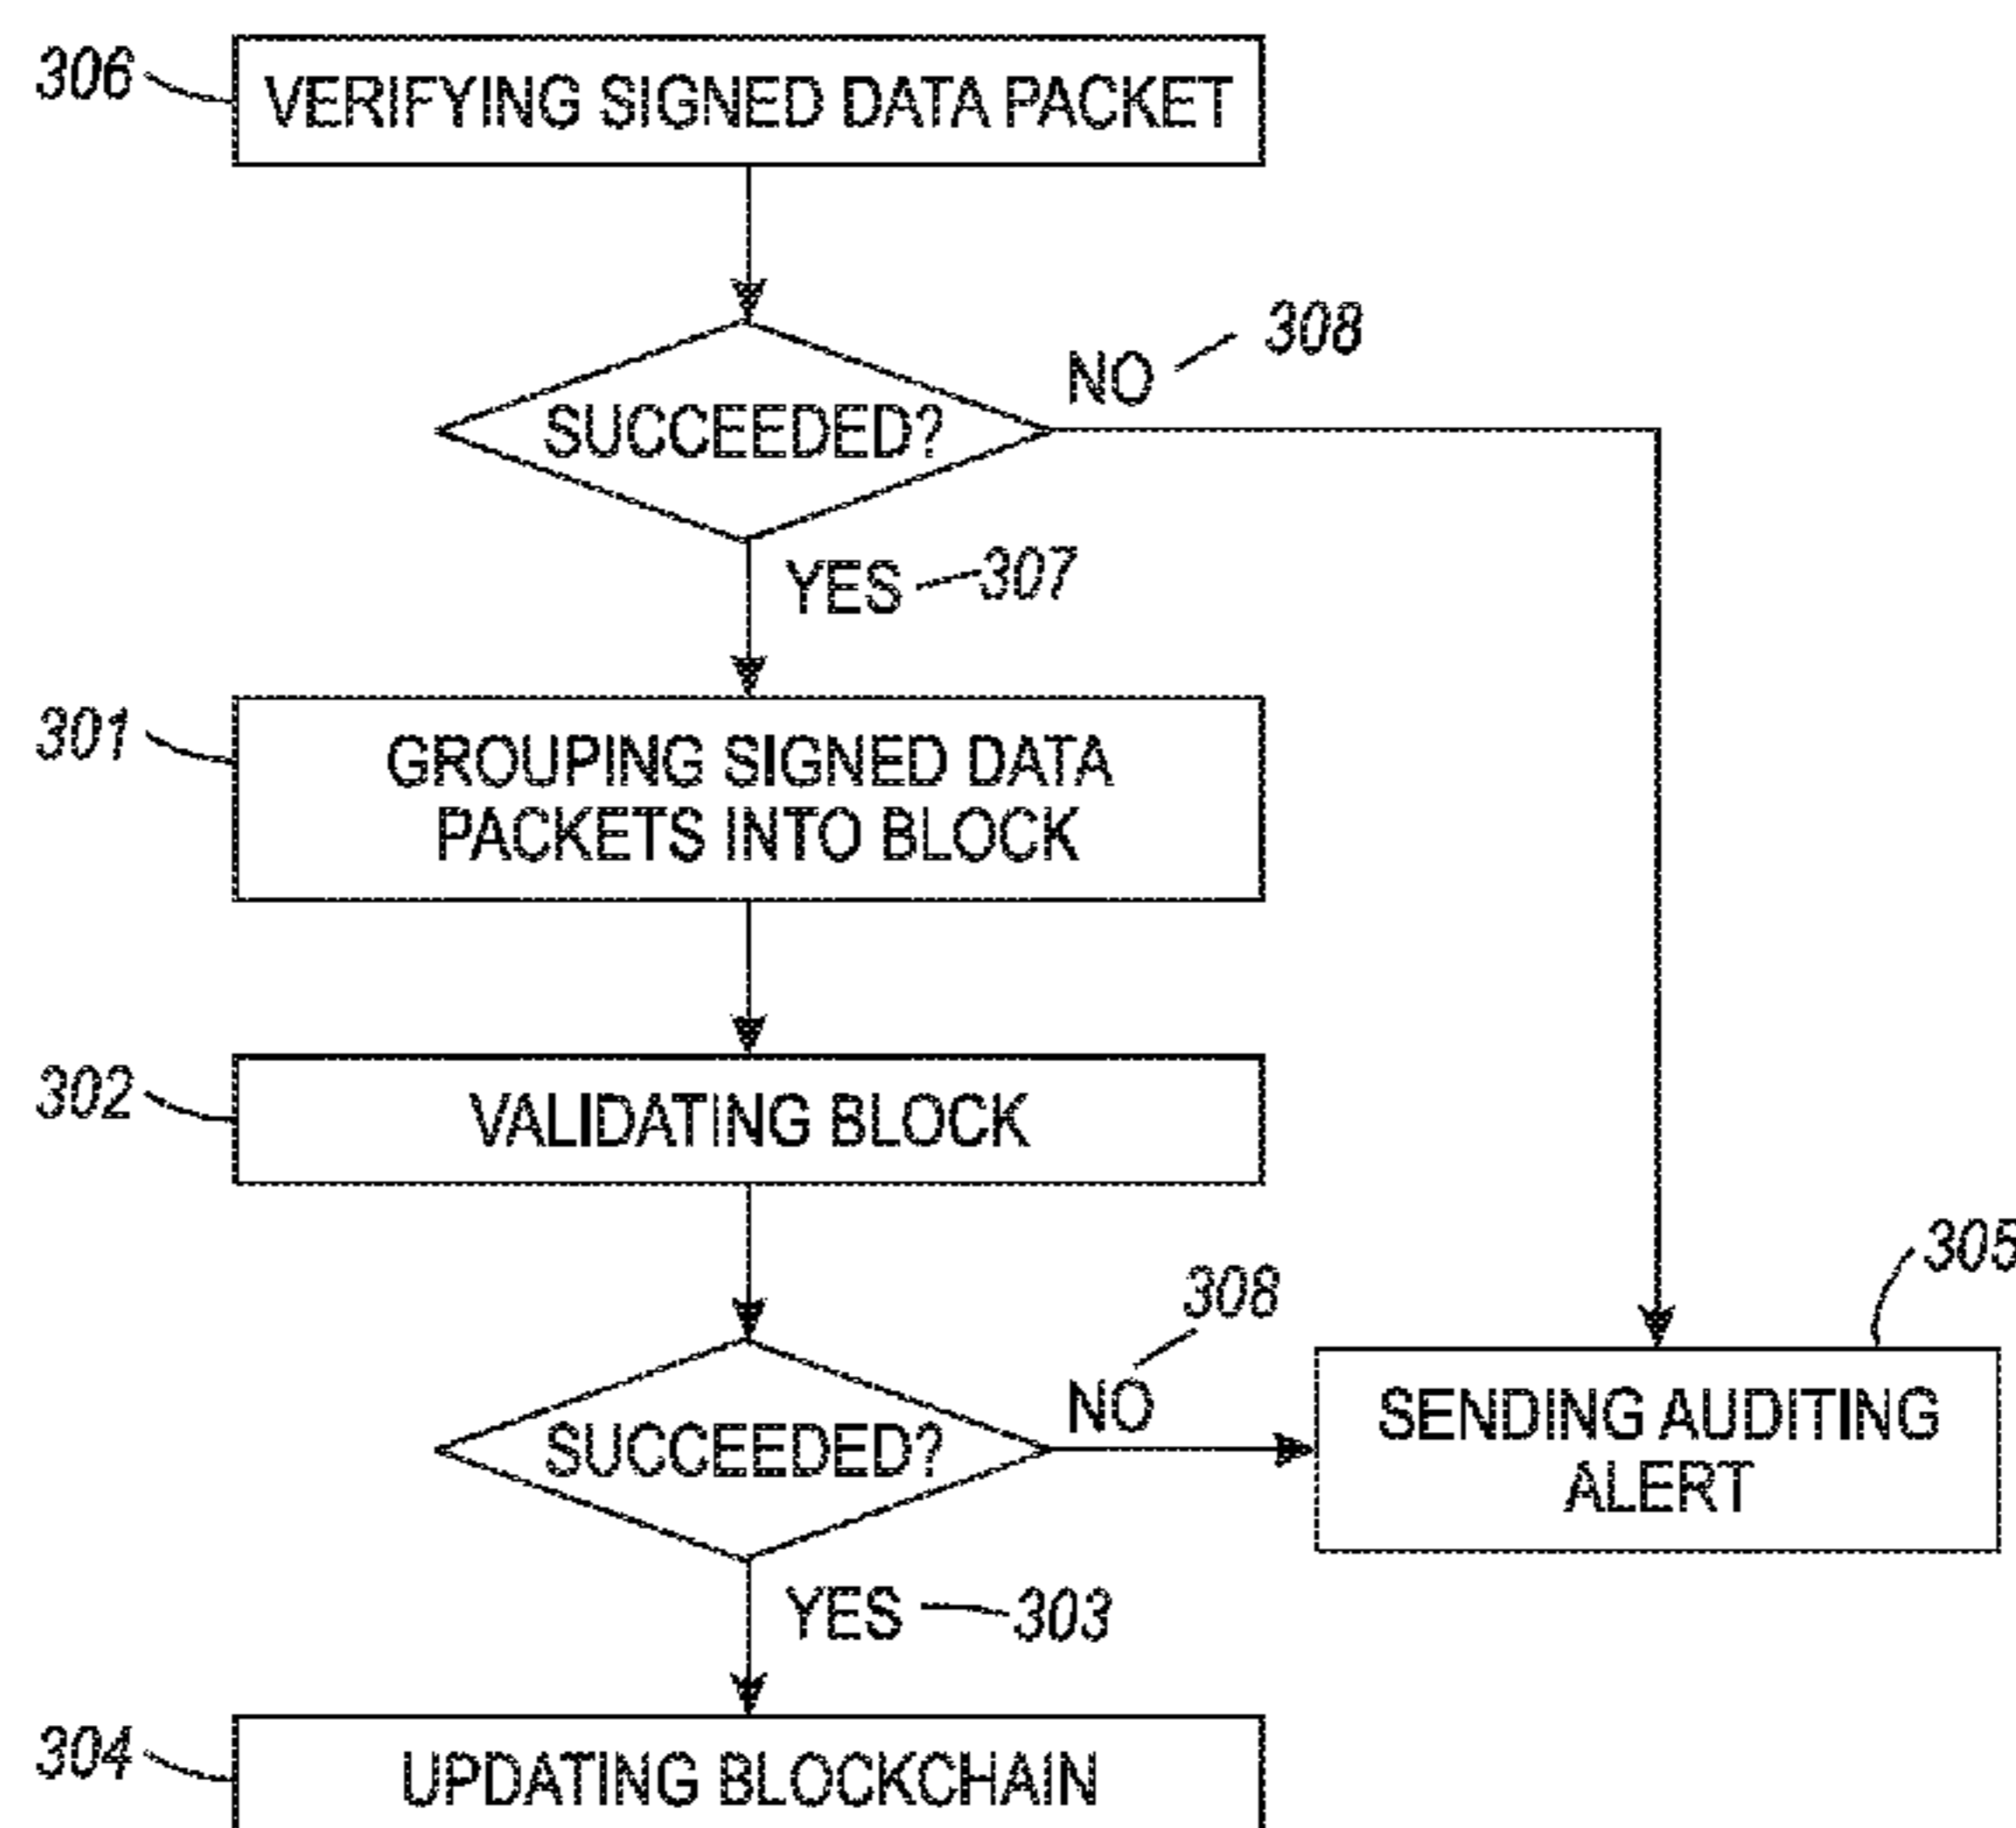 306
VERIFYING SIGNED DATA PACKET
308
NO
SUCCEEDED?
YES
307
301
GROUPING SIGNED DATA
PACKETS INTO BLOCK
302
VALIDATING BLOCK
305
308
NO
SUCCEEDED?
SENDING AUDITING
ALERT
YES
303
304
UPDATING BLOCKCHAIN